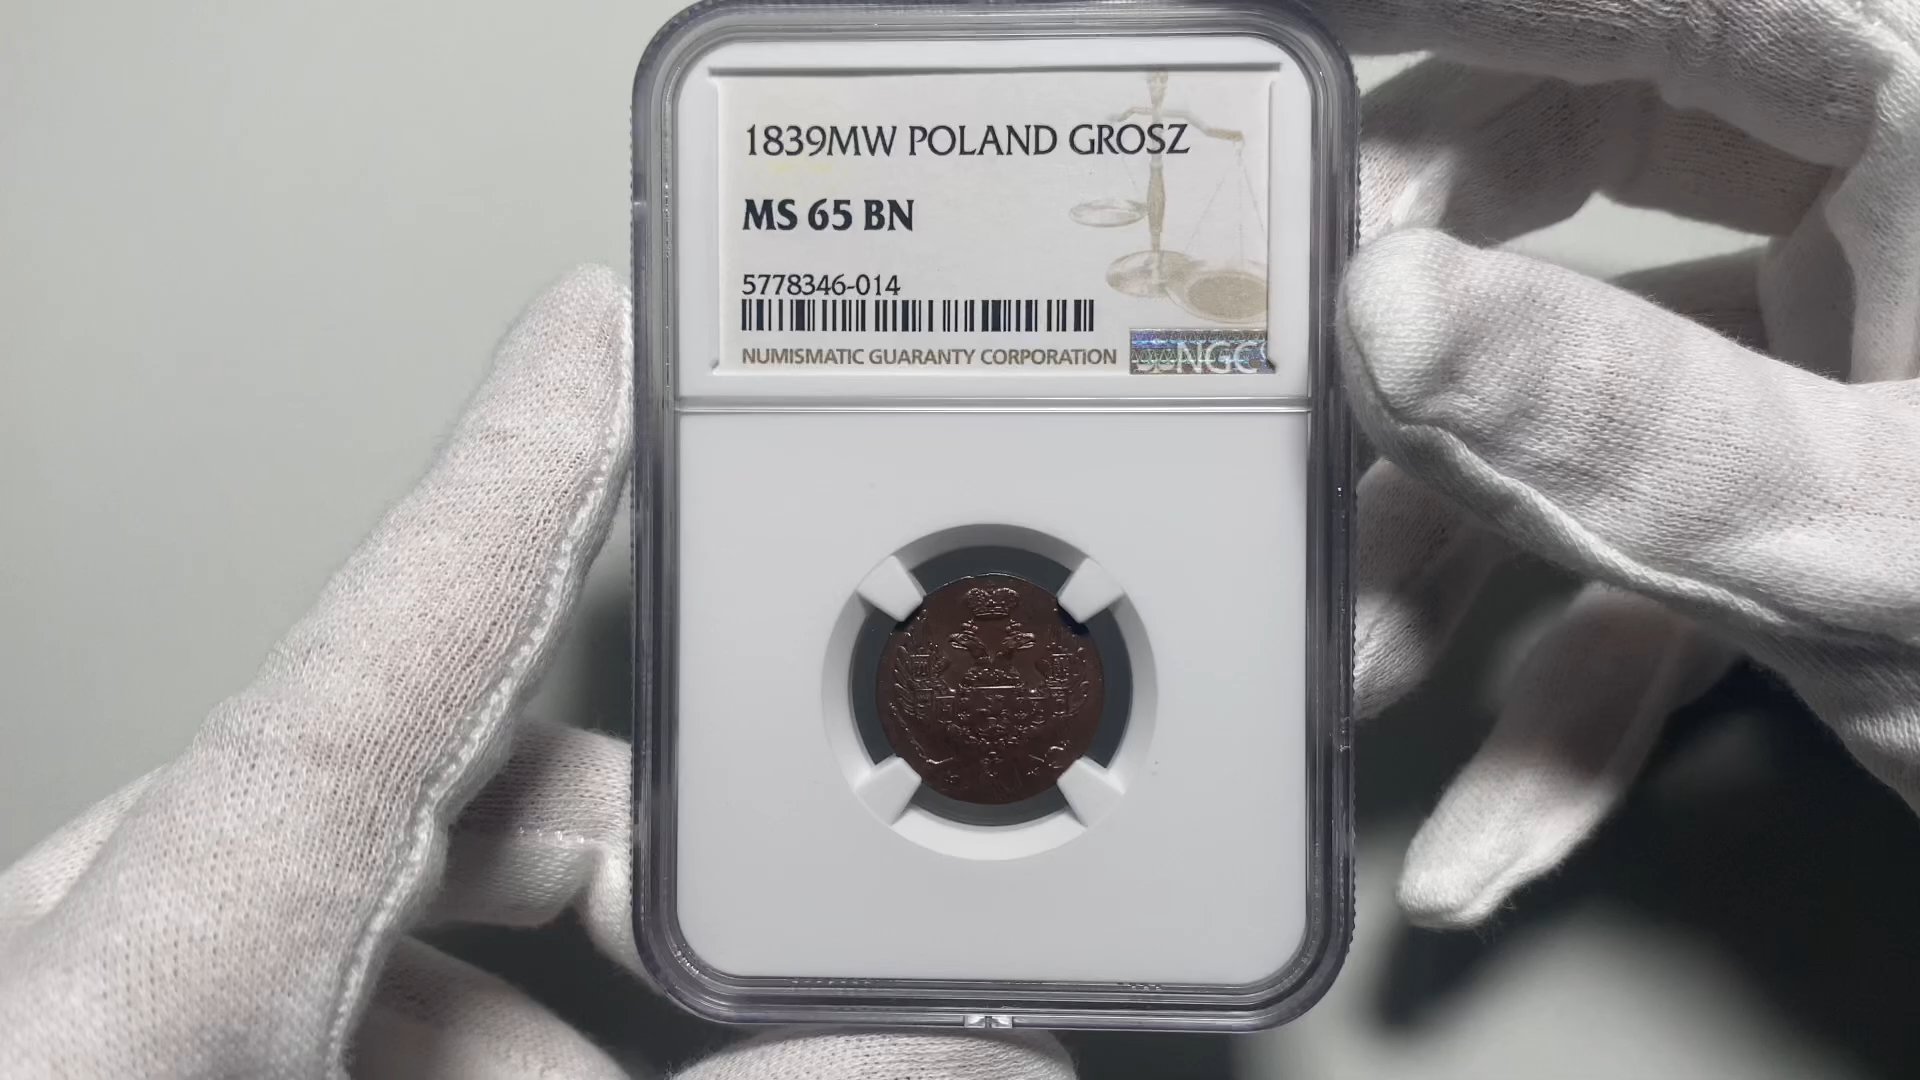 1839MW POLAND GROSZ
MS 65 BN
5778346-014
NUMISMATIC GUARANTY CORPORATION
NGC